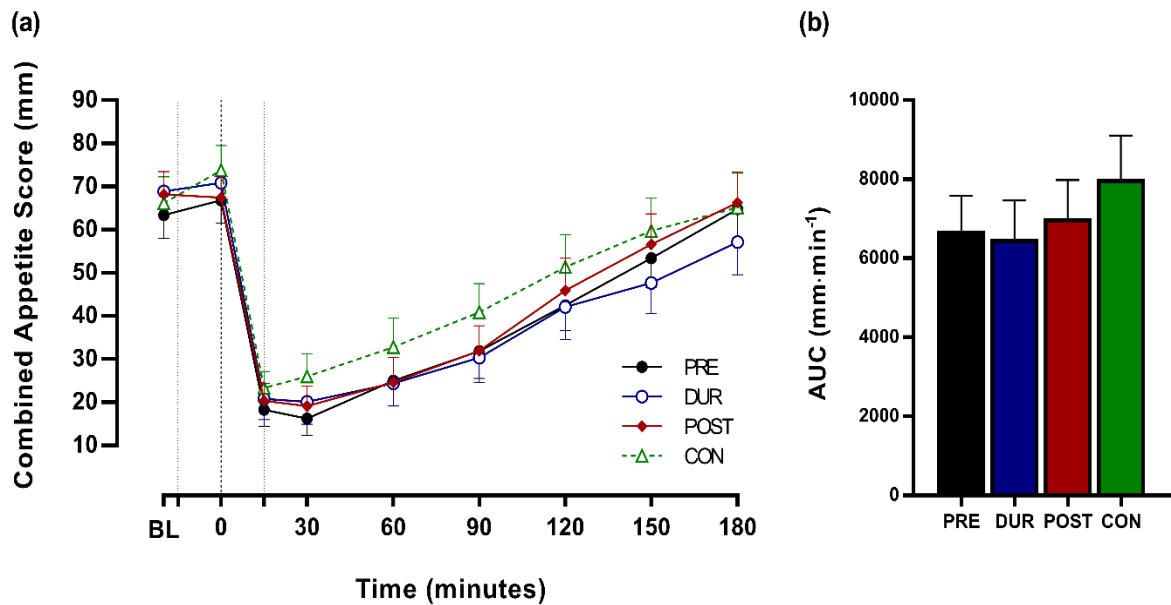 (a)
Combined Appetite Score (mm)
90
80
70
60
50
40
30
20
10
PRE
DUR
POST
CON
BL 0 30 60 90 120 150 180
Time (minutes)
(b)
AUC (mm·min⁻¹)
10000
8000
6000
4000
2000
0
PRE DUR POST CON